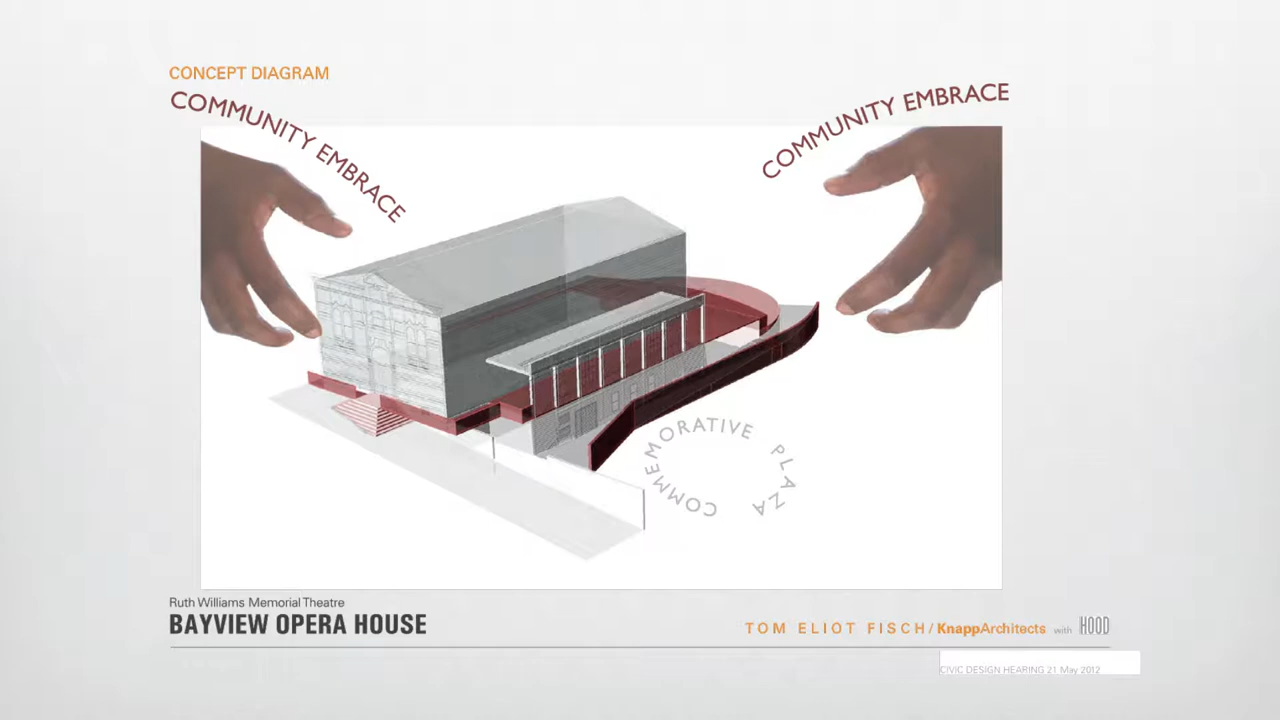 CONCEPT DIAGRAM
COMMUNITY EMBRACE
COMMUNITY EMBRACE
COMMEMORATIVE PLAZA
Ruth Williams Memorial Theatre
BAYVIEW OPERA HOUSE
TOM ELIOT FISCH/KnappArchitects with HOOD
CIVIC DESIGN HEARING 21 May 2012